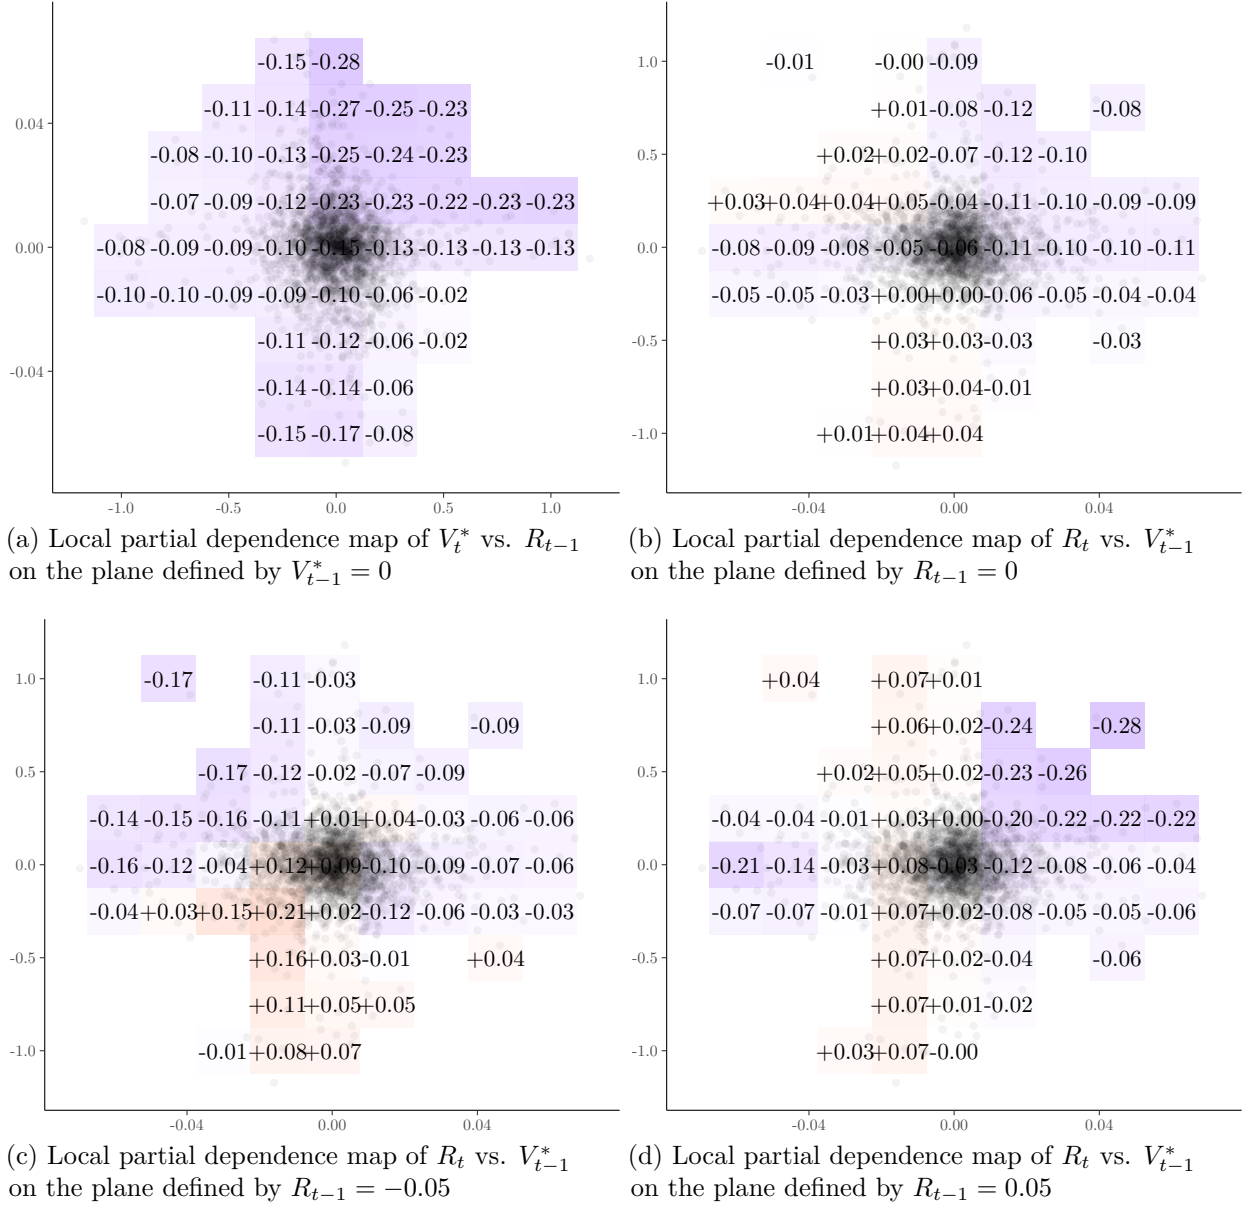 -0.15 -0.28
-0.11 -0.14 -0.27 -0.25 -0.23
0.04
-0.08 -0.10 -0.13 -0.25 -0.24 -0.23
-0.07 -0.09 -0.12 -0.23 -0.23 -0.22 -0.23 -0.23
0.00
-0.08 -0.09 -0.09 -0.10 -0.15 -0.13 -0.13 -0.13 -0.13
-0.10 -0.10 -0.09 -0.09 -0.10 -0.06 -0.02
-0.11 -0.12 -0.06 -0.02
-0.04
-0.14 -0.14 -0.06
-0.15 -0.17 -0.08
-1.0 -0.5 0.0 0.5 1.0
(a) Local partial dependence map of V*t vs. Rt−1
on the plane defined by V*t−1 = 0
1.0
-0.01 -0.00 -0.09
+0.01 -0.08 -0.12 -0.08
0.5
+0.02 +0.02 -0.07 -0.12 -0.10
+0.03 +0.04 +0.04 +0.05 -0.04 -0.11 -0.10 -0.09 -0.09
0.0
-0.08 -0.09 -0.08 -0.05 -0.06 -0.11 -0.10 -0.10 -0.11
-0.05 -0.05 -0.03 +0.00 +0.00 -0.06 -0.05 -0.04 -0.04
-0.5
+0.03 +0.03 -0.03 -0.03
+0.03 +0.04 -0.01
-1.0
+0.01 +0.04 +0.04
-0.04 0.00 0.04
(b) Local partial dependence map of Rt vs. V*t−1
on the plane defined by Rt−1 = 0
1.0
-0.17 -0.11 -0.03
-0.11 -0.03 -0.09 -0.09
0.5
-0.17 -0.12 -0.02 -0.07 -0.09
-0.14 -0.15 -0.16 -0.11 +0.01 +0.04 -0.03 -0.06 -0.06
0.0
-0.16 -0.12 -0.04 +0.12 +0.09 -0.10 -0.09 -0.07 -0.06
-0.04 +0.03 +0.15 +0.21 +0.02 -0.12 -0.06 -0.03 -0.03
-0.5
+0.16 +0.03 -0.01 +0.04
+0.11 +0.05 +0.05
-1.0
-0.01 +0.08 +0.07
-0.04 0.00 0.04
(c) Local partial dependence map of Rt vs. V*t−1
on the plane defined by Rt−1 = −0.05
1.0
+0.04 +0.07 +0.01
+0.06 +0.02 -0.24 -0.28
0.5
+0.02 +0.05 +0.02 -0.23 -0.26
-0.04 -0.04 -0.01 +0.03 +0.00 -0.20 -0.22 -0.22 -0.22
0.0
-0.21 -0.14 -0.03 +0.08 -0.03 -0.12 -0.08 -0.06 -0.04
-0.07 -0.07 -0.01 +0.07 +0.02 -0.08 -0.05 -0.05 -0.06
-0.5
+0.07 +0.02 -0.04 -0.06
+0.07 +0.01 -0.02
-1.0
+0.03 +0.07 -0.00
-0.04 0.00 0.04
(d) Local partial dependence map of Rt vs. V*t−1
on the plane defined by Rt−1 = 0.05